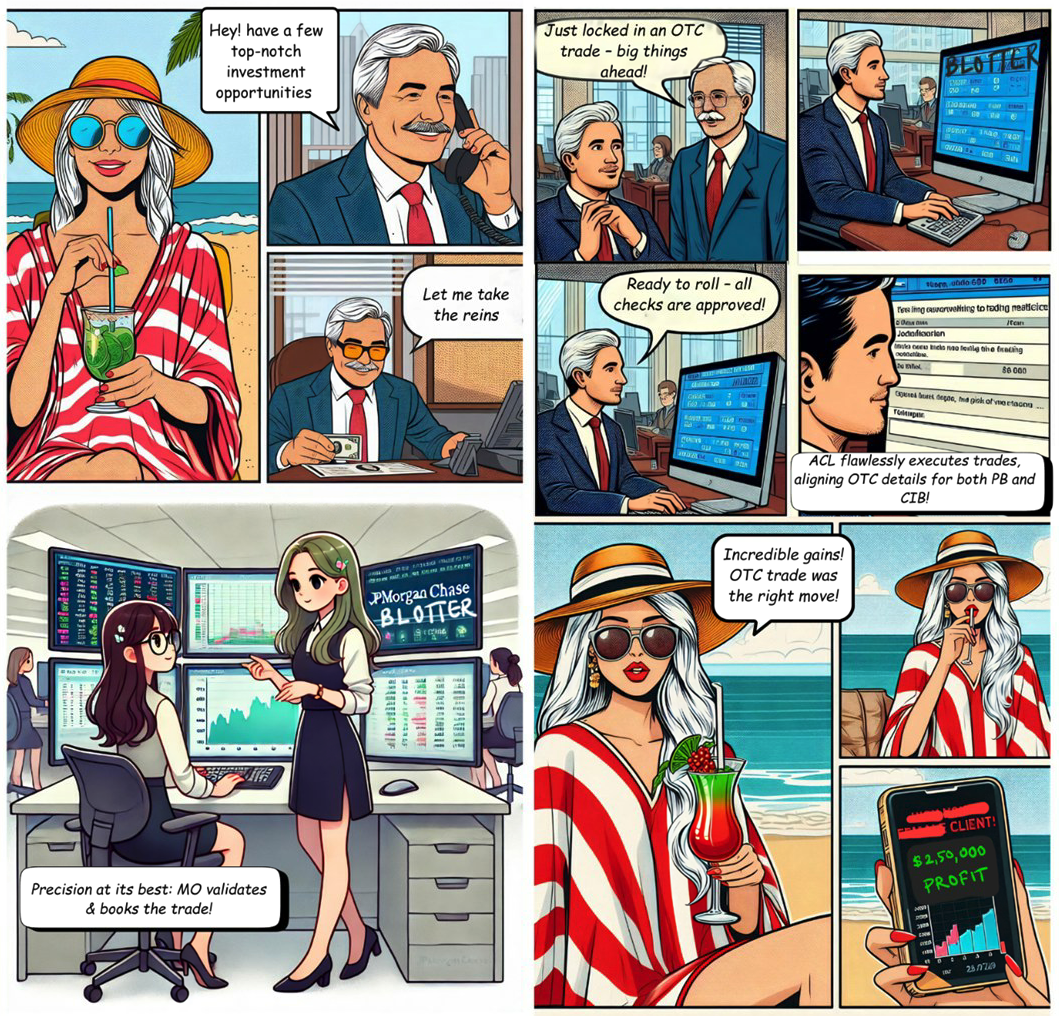 Hey! have a few
top-notch
investment
opportunities
Let me take
the reins
Just locked in an OTC
trade - big things
ahead!
BLOTTER
Ready to roll - all
checks are approved!
$6 000
ACL flawlessly executes trades,
aligning OTC details for both PB and
CIB!
JPMorgan Chase
BLOTTER
Precision at its best: MO validates
& books the trade!
Incredible gains!
OTC trade was
the right move!
CLIENT!
$2,50,000
PROFIT